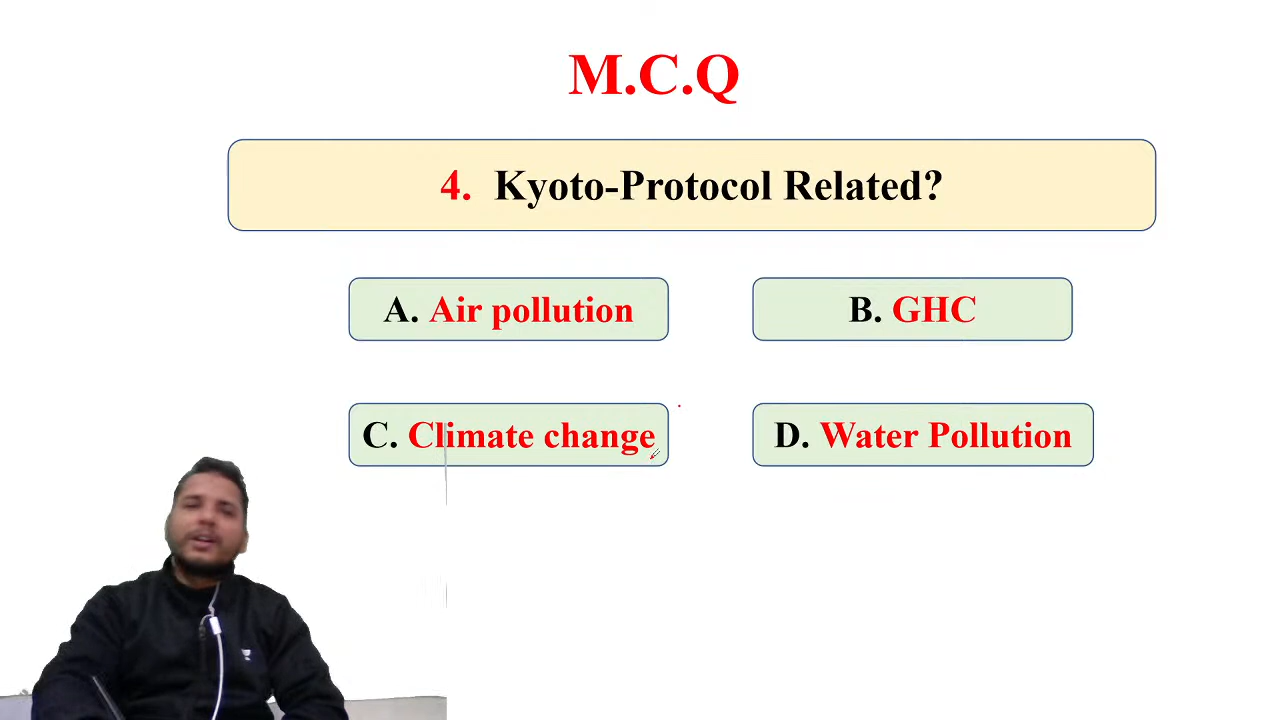 M.C.Q
4. Kyoto-Protocol Related?
A. Air pollution
B. GHC
C. Climate change
D. Water Pollution